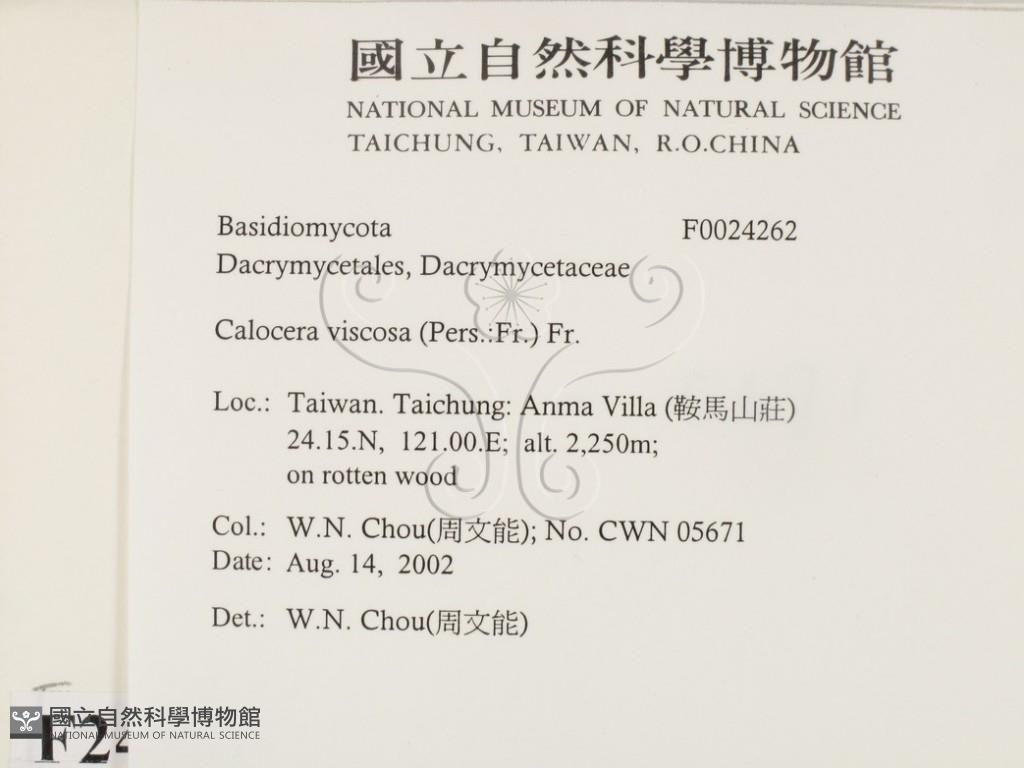 國立自然科學博物館
NATIONAL MUSEUM OF NATURAL SCIENCE
TAICHUNG, TAIWAN, R.O.CHINA
Basidiomycota F0024262
Dacrymycetales, Dacrymycetaceae
Calocera viscosa (Pers.:Fr.) Fr.
Loc.: Taiwan. Taichung: Anma Villa (鞍馬山莊)
24.15.N, 121.00.E; alt. 2,250m;
on rotten wood
Col.: W.N. Chou(周文能); No. CWN 05671
Date: Aug. 14, 2002
Det.: W.N. Chou(周文能)
國立自然科學博物館
NATIONAL MUSEUM OF NATURAL SCIENCE